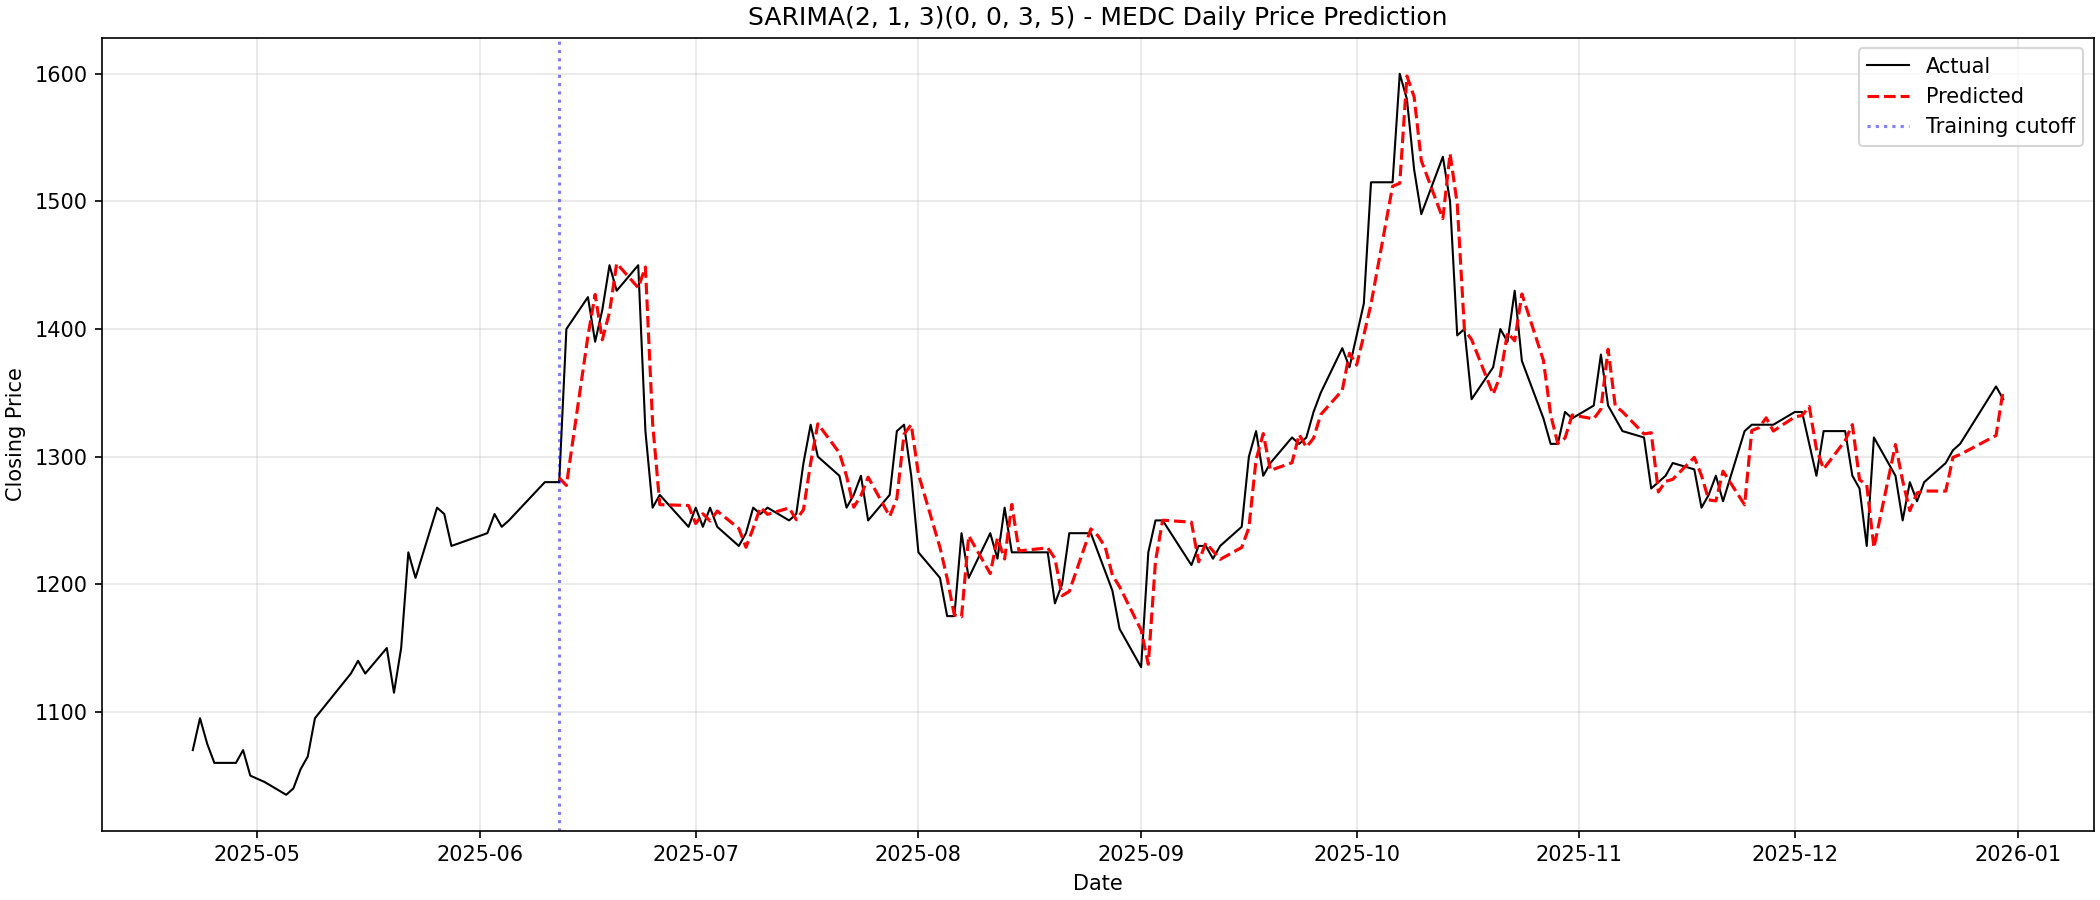 SARIMA(2, 1, 3)(0, 0, 3, 5) - MEDC Daily Price Prediction
Actual
Predicted
Training cutoff
Closing Price
1600
1500
1400
1300
1200
1100
2025-05 2025-06 2025-07 2025-08 2025-09 2025-10 2025-11 2025-12 2026-01
Date